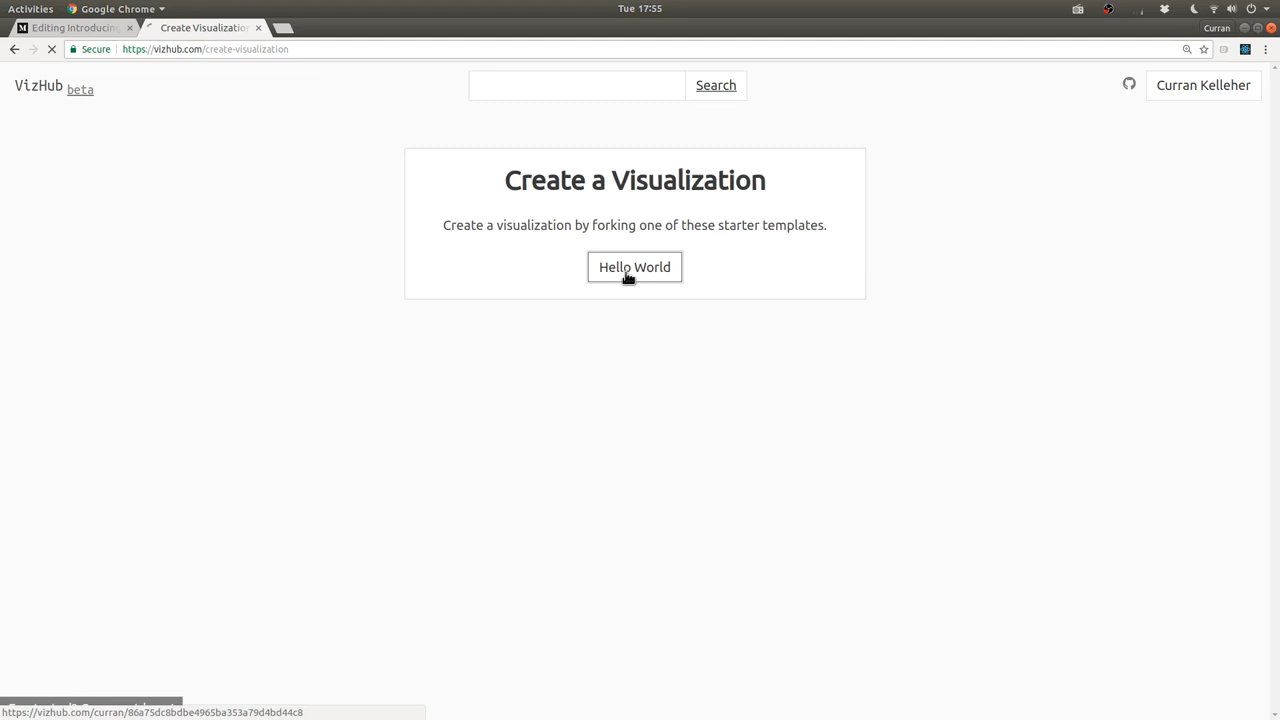 Activities Google Chrome Tue 17:55
Editing Introducing Create Visualization Curran
Secure https://vizhub.com/create-visualization
VizHub beta Search Curran Kelleher
Create a Visualization
Create a visualization by forking one of these starter templates.
Hello World
https://vizhub.com/curran/86a75dc8bdbe4965ba353a79d4bd44c8